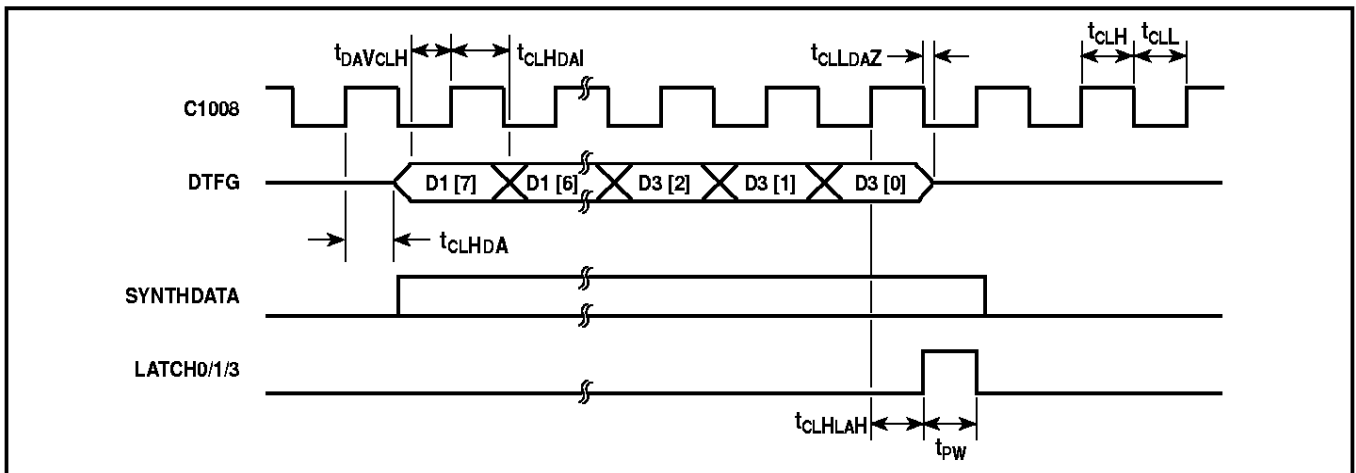 tDAVCLH
tCLHDAI
tCLLDAZ
tCLH
tCLL
C1008
DTFG
D1 [7]
D1 [6]
D3 [2]
D3 [1]
D3 [0]
tCLHDA
SYNTHDATA
LATCH0/1/3
tCLHLAH
tPW